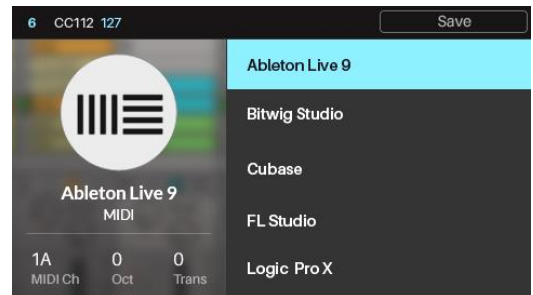 6 CC112 127
Save
Ableton Live 9
MIDI
1A 0 0
MIDI Ch Oct Trans
Ableton Live 9
Bitwig Studio
Cubase
FL Studio
Logic Pro X